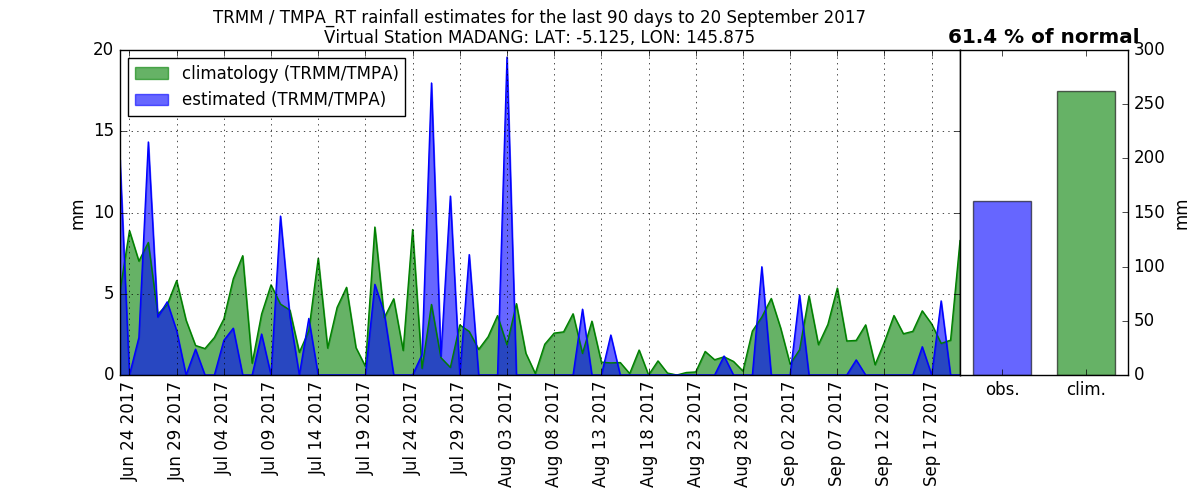 TRMM / TMPA_RT rainfall estimates for the last 90 days to 20 September 2017
Virtual Station MADANG: LAT: -5.125, LON: 145.875
61.4 % of normal
climatology (TRMM/TMPA)
estimated (TRMM/TMPA)
20
15
10
5
0
mm
300
250
200
150
100
50
0
mm
Jun 24 2017
Jun 29 2017
Jul 04 2017
Jul 09 2017
Jul 14 2017
Jul 19 2017
Jul 24 2017
Jul 29 2017
Aug 03 2017
Aug 08 2017
Aug 13 2017
Aug 18 2017
Aug 23 2017
Aug 28 2017
Sep 02 2017
Sep 07 2017
Sep 12 2017
Sep 17 2017
obs.
clim.